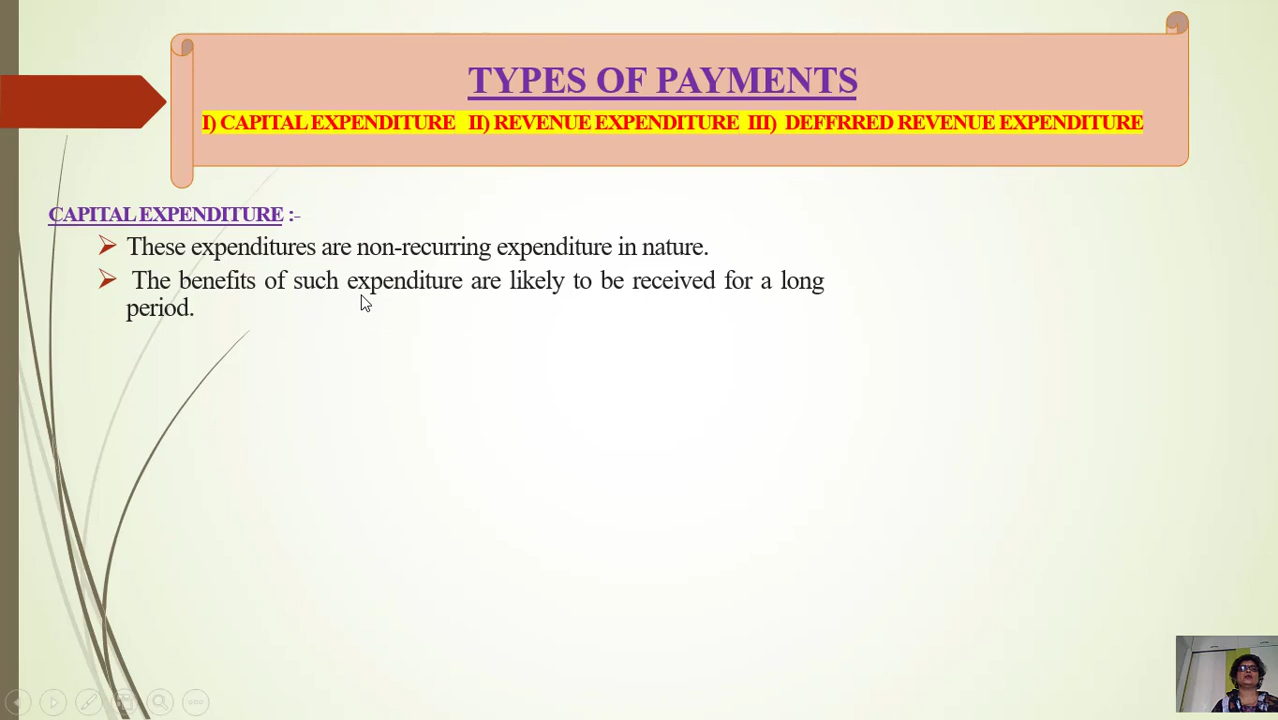 TYPES OF PAYMENTS
I) CAPITAL EXPENDITURE II) REVENUE EXPENDITURE III) DEFFRRED REVENUE EXPENDITURE
CAPITAL EXPENDITURE :-
These expenditures are non-recurring expenditure in nature.
The benefits of such expenditure are likely to be received for a long
period.